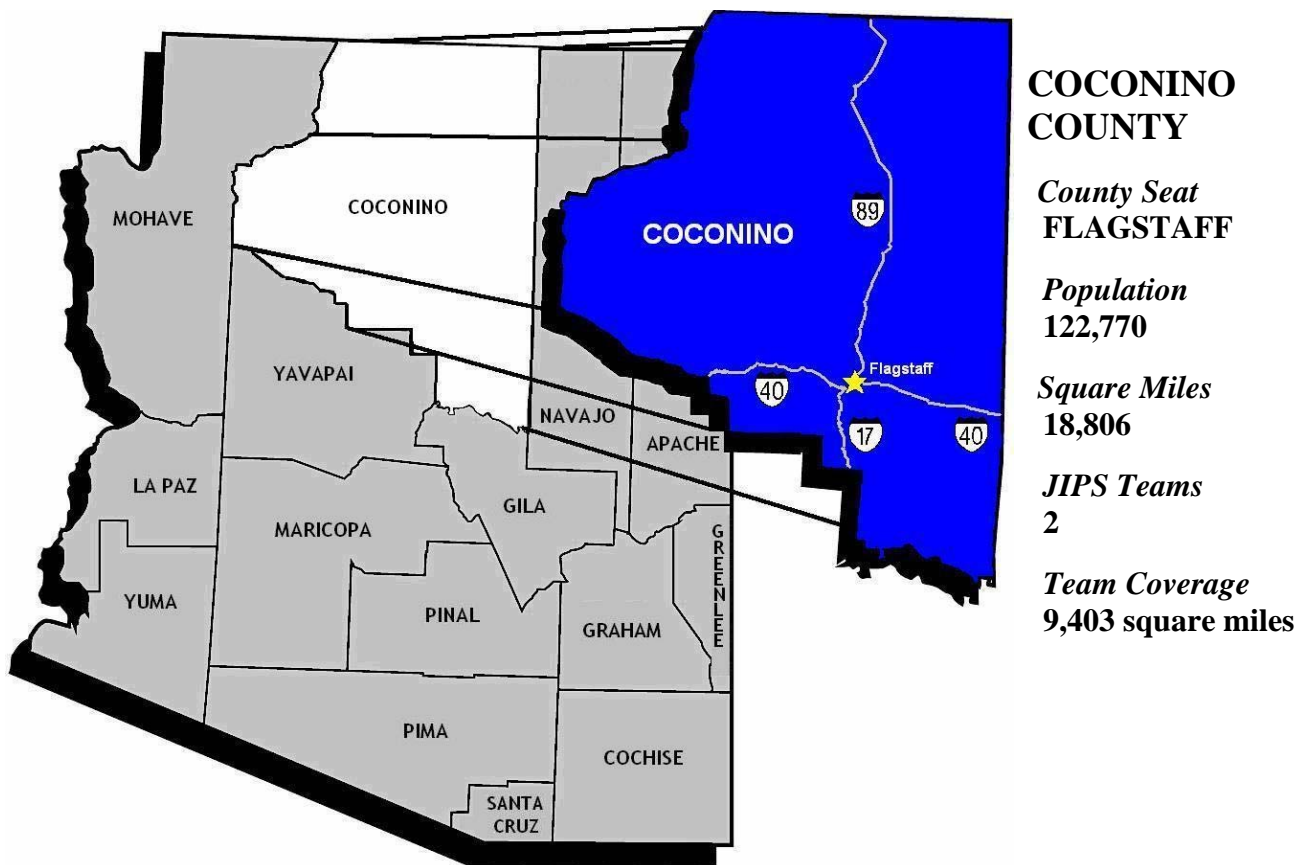 COCONINO
COUNTY
County Seat
FLAGSTAFF
Population
122,770
Square Miles
18,806
JIPS Teams
2
Team Coverage
9,403 square miles
MOHAVE
COCONINO
YAVAPAI
NAVAJO
APACHE
LA PAZ
MARICOPA
GILA
GREENLEE
YUMA
PINAL
GRAHAM
PIMA
COCHISE
SANTA
CRUZ
89
COCONINO
Flagstaff
40
17
40